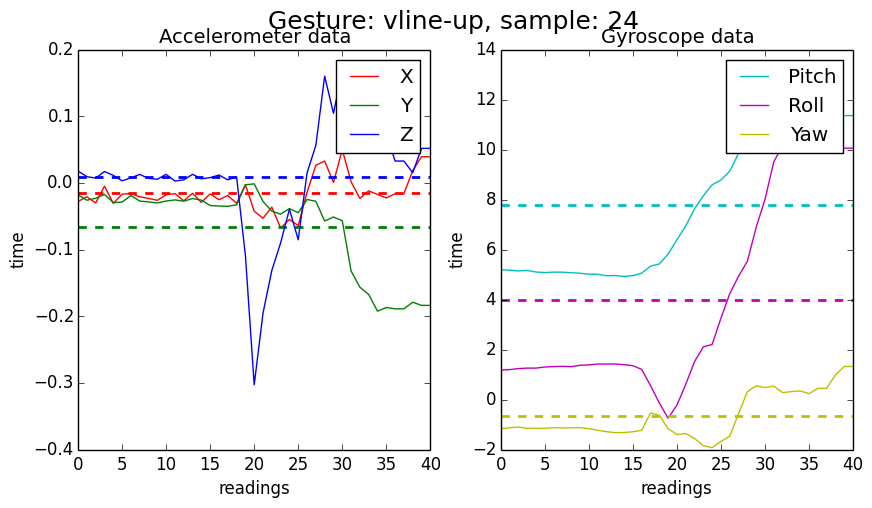 Gesture: vline-up, sample: 24
Accelerometer data
0.2
0.1
0.0
−0.1
−0.2
−0.3
−0.4
time
0 5 10 15 20 25 30 35 40
readings
X
Y
Z
Gyroscope data
14
12
10
8
6
4
2
0
−2
time
0 5 10 15 20 25 30 35 40
readings
Pitch
Roll
Yaw